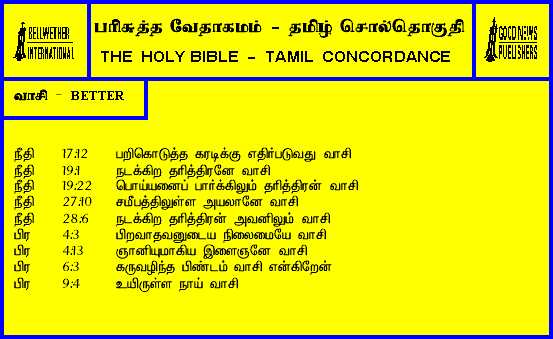 BELLWETHER
INTERNATIONAL
பரிசுத்த வேதாகமம் - தமிழ் சொல்தொகுதி
THE HOLY BIBLE - TAMIL CONCORDANCE
GOOD NEWS
PUBLISHERS
வாசி - BETTER
நீதி 17:12 பறிகொடுத்த கரடிக்கு எதிர்படுவது வாசி
நீதி 19:1 நடக்கிற தரித்திரனே வாசி
நீதி 19:22 பொய்யனைப் பார்க்கிலும் தரித்திரன் வாசி
நீதி 27:10 சமீபத்திலுள்ள அயலானே வாசி
நீதி 28:6 நடக்கிற தரித்திரன் அவனிலும் வாசி
பிர 4:3 பிறவாதவனுடைய நிலைமையே வாசி
பிர 4:13 ஞானியுமாகிய இளைஞனே வாசி
பிர 6:3 கருவழிந்த பிண்டம் வாசி என்கிறேன்
பிர 9:4 உயிருள்ள நாய் வாசி